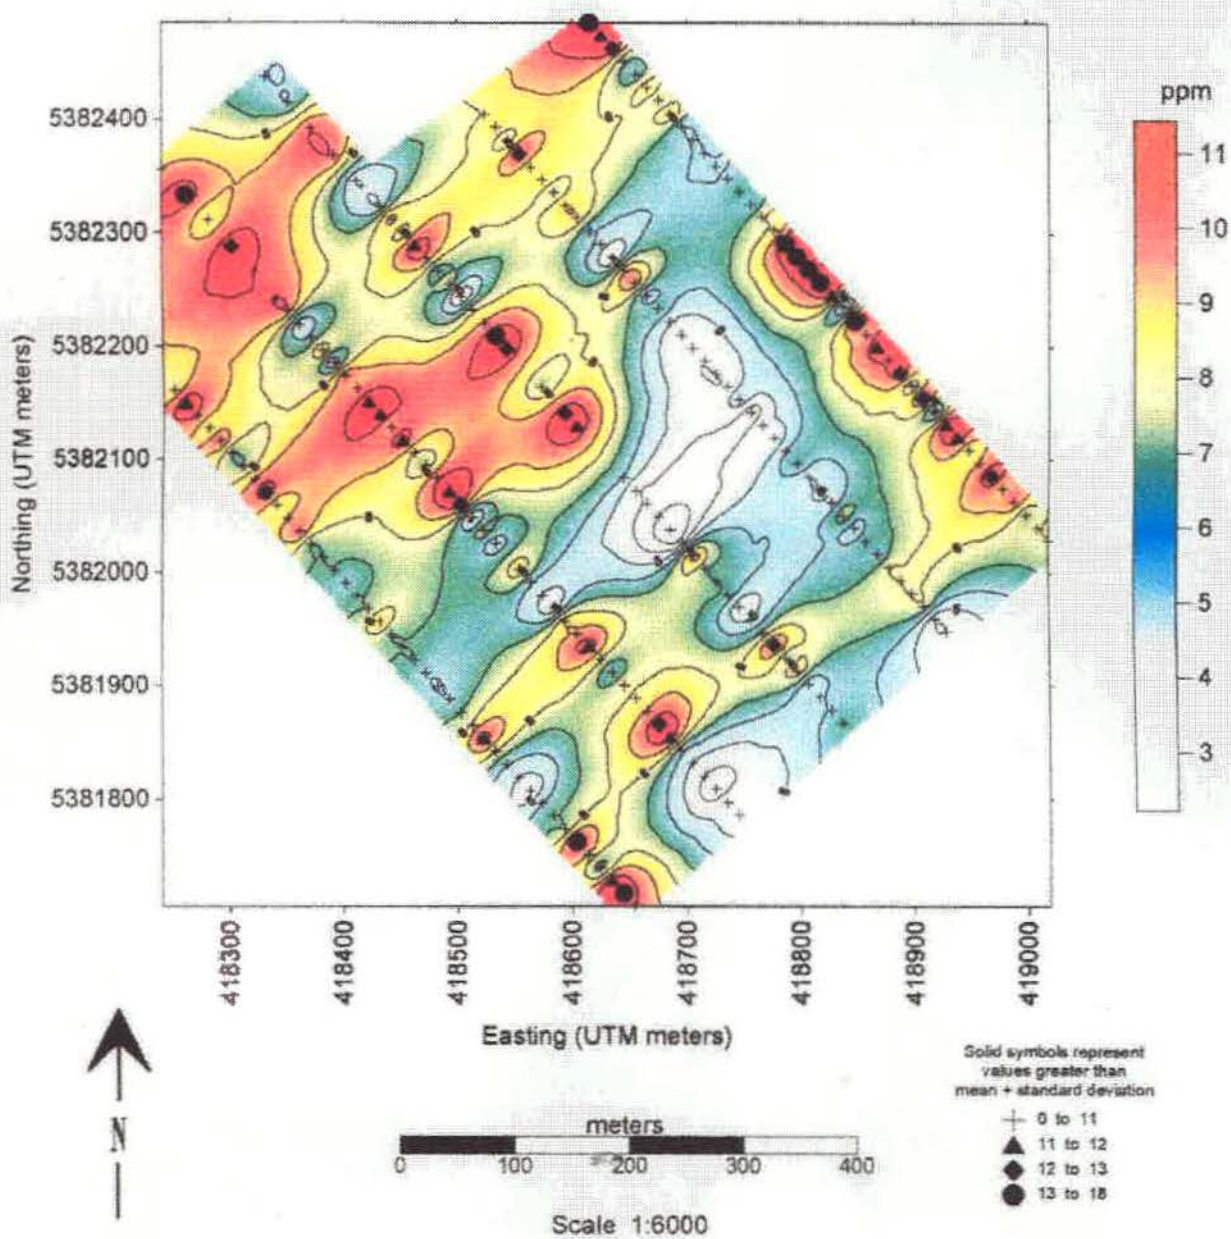 ppm
11
10
9
8
7
6
5
4
3
5382400
5382300
5382200
5382100
5382000
5381900
5381800
Northing (UTM meters)
418300
418400
418500
418600
418700
418800
418900
419000
Easting (UTM meters)
N
meters
0 100 200 300 400
Scale 1:6000
Solid symbols represent
values greater than
mean + standard deviation
0 to 11
11 to 12
12 to 13
13 to 18